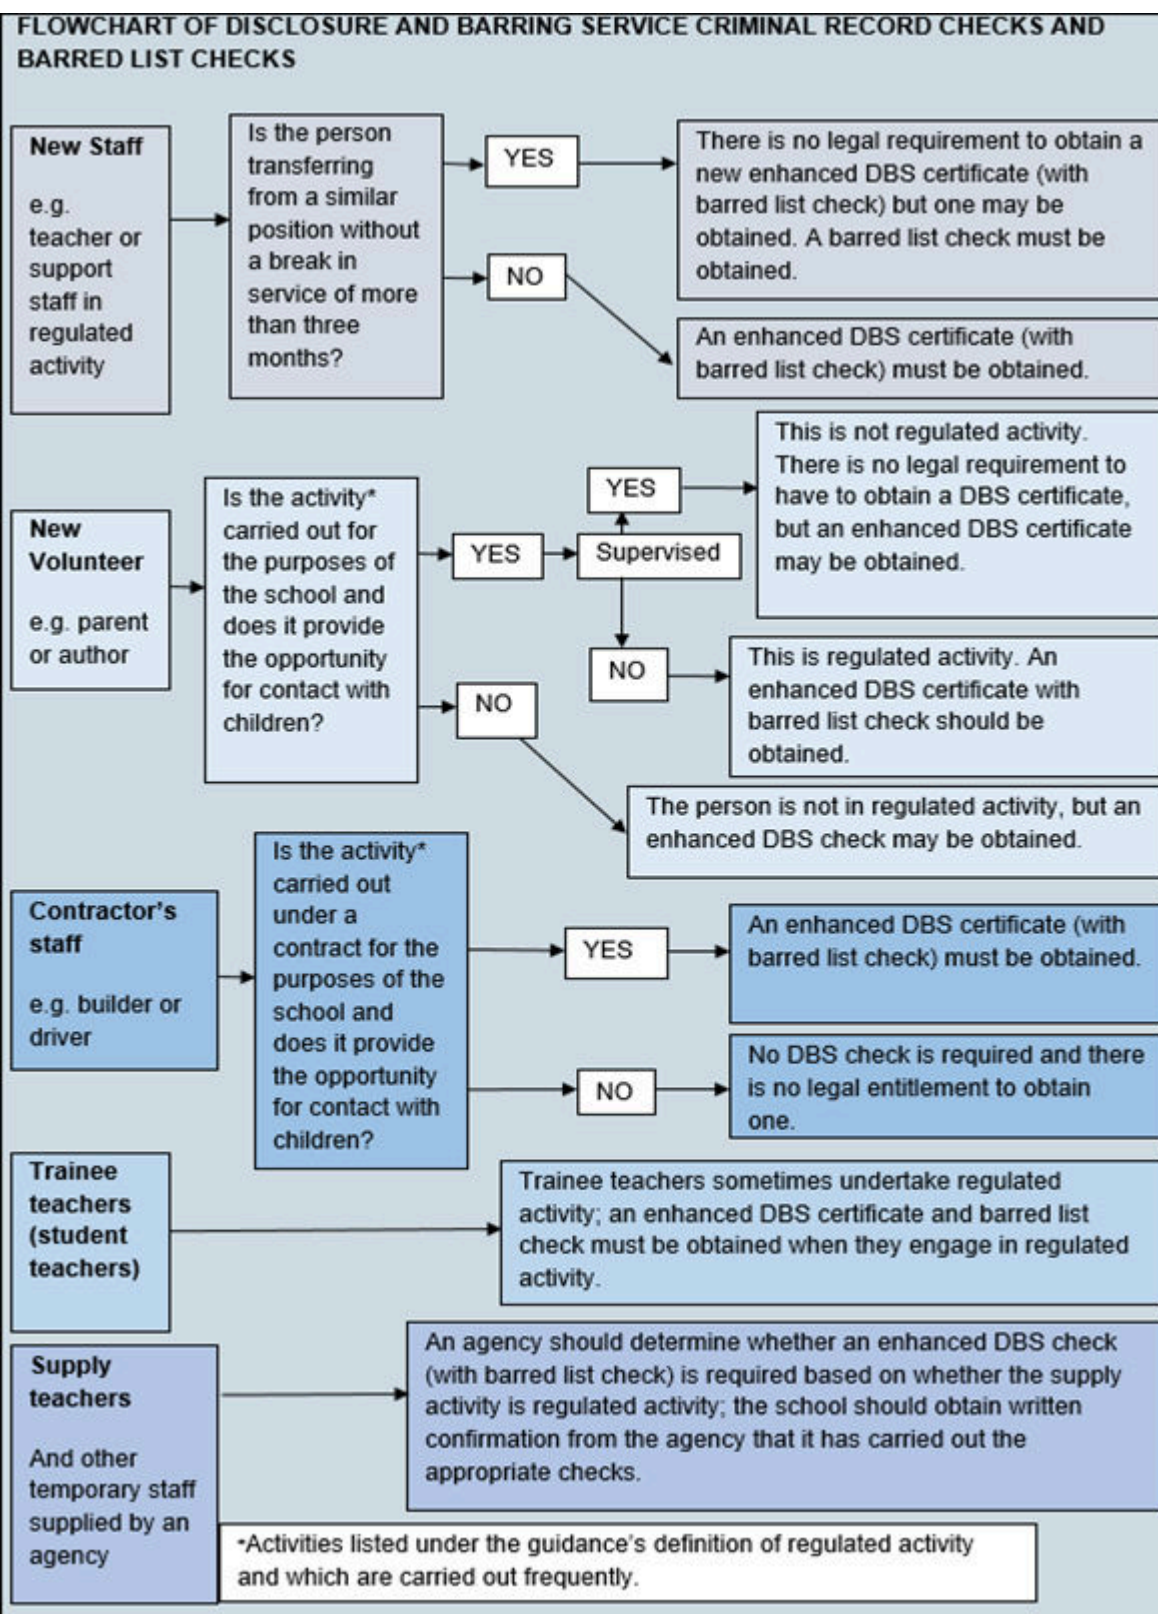 FLOWCHART OF DISCLOSURE AND BARRING SERVICE CRIMINAL RECORD CHECKS AND
BARRED LIST CHECKS
New Staff
e.g.
teacher or
support
staff in
regulated
activity
Is the person
transferring
from a similar
position without
a break in
service of more
than three
months?
YES
There is no legal requirement to obtain a
new enhanced DBS certificate (with
barred list check) but one may be
obtained. A barred list check must be
obtained.
NO
An enhanced DBS certificate (with
barred list check) must be obtained.
New
Volunteer
e.g. parent
or author
Is the activity*
carried out for
the purposes of
the school and
does it provide
the opportunity
for contact with
children?
YES
Supervised
YES
This is not regulated activity.
There is no legal requirement to
have to obtain a DBS certificate,
but an enhanced DBS certificate
may be obtained.
NO
This is regulated activity. An
enhanced DBS certificate with
barred list check should be
obtained.
NO
The person is not in regulated activity, but an
enhanced DBS check may be obtained.
Contractor's
staff
e.g. builder or
driver
Is the activity*
carried out
under a
contract for the
purposes of the
school and
does it provide
the opportunity
for contact with
children?
YES
An enhanced DBS certificate (with
barred list check) must be obtained.
NO
No DBS check is required and there
is no legal entitlement to obtain
one.
Trainee
teachers
(student
teachers)
Trainee teachers sometimes undertake regulated
activity; an enhanced DBS certificate and barred list
check must be obtained when they engage in regulated
activity.
Supply
teachers
And other
temporary staff
supplied by an
agency
An agency should determine whether an enhanced DBS check
(with barred list check) is required based on whether the supply
activity is regulated activity; the school should obtain written
confirmation from the agency that it has carried out the
appropriate checks.
*Activities listed under the guidance's definition of regulated activity
and which are carried out frequently.